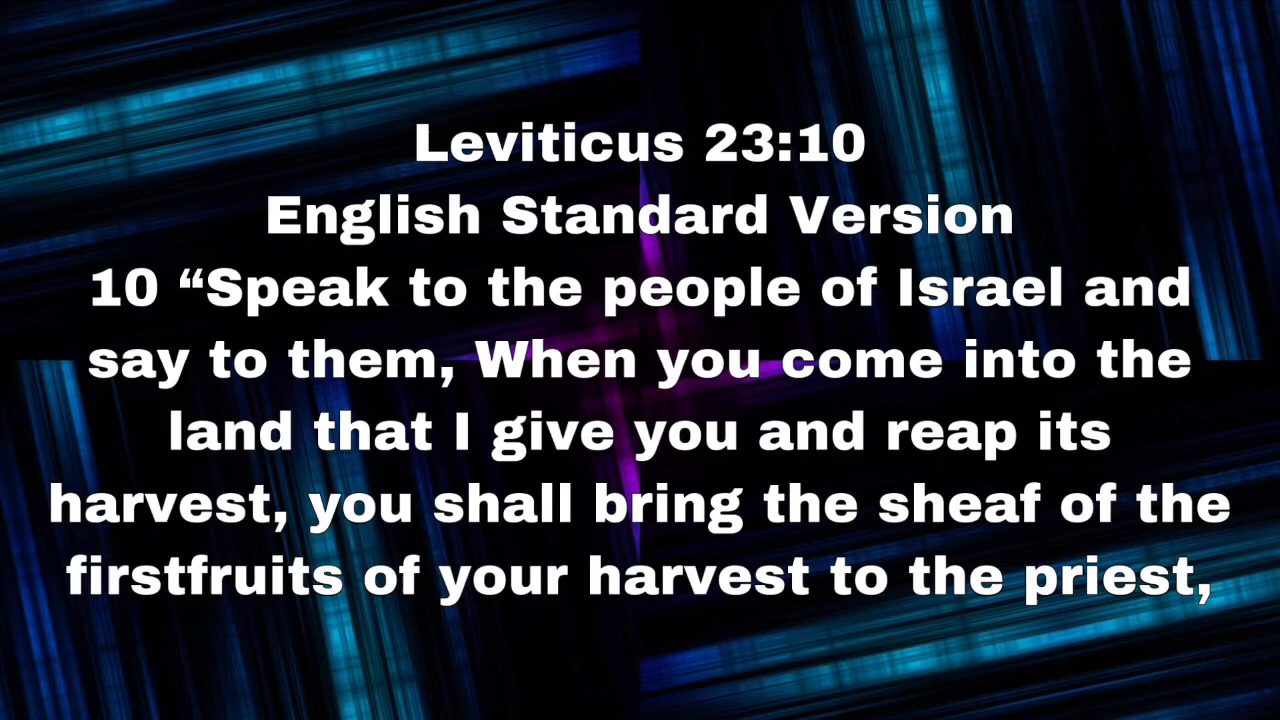 Leviticus 23:10
English Standard Version
10 “Speak to the people of Israel and
say to them, When you come into the
land that I give you and reap its
harvest, you shall bring the sheaf of the
firstfruits of your harvest to the priest,